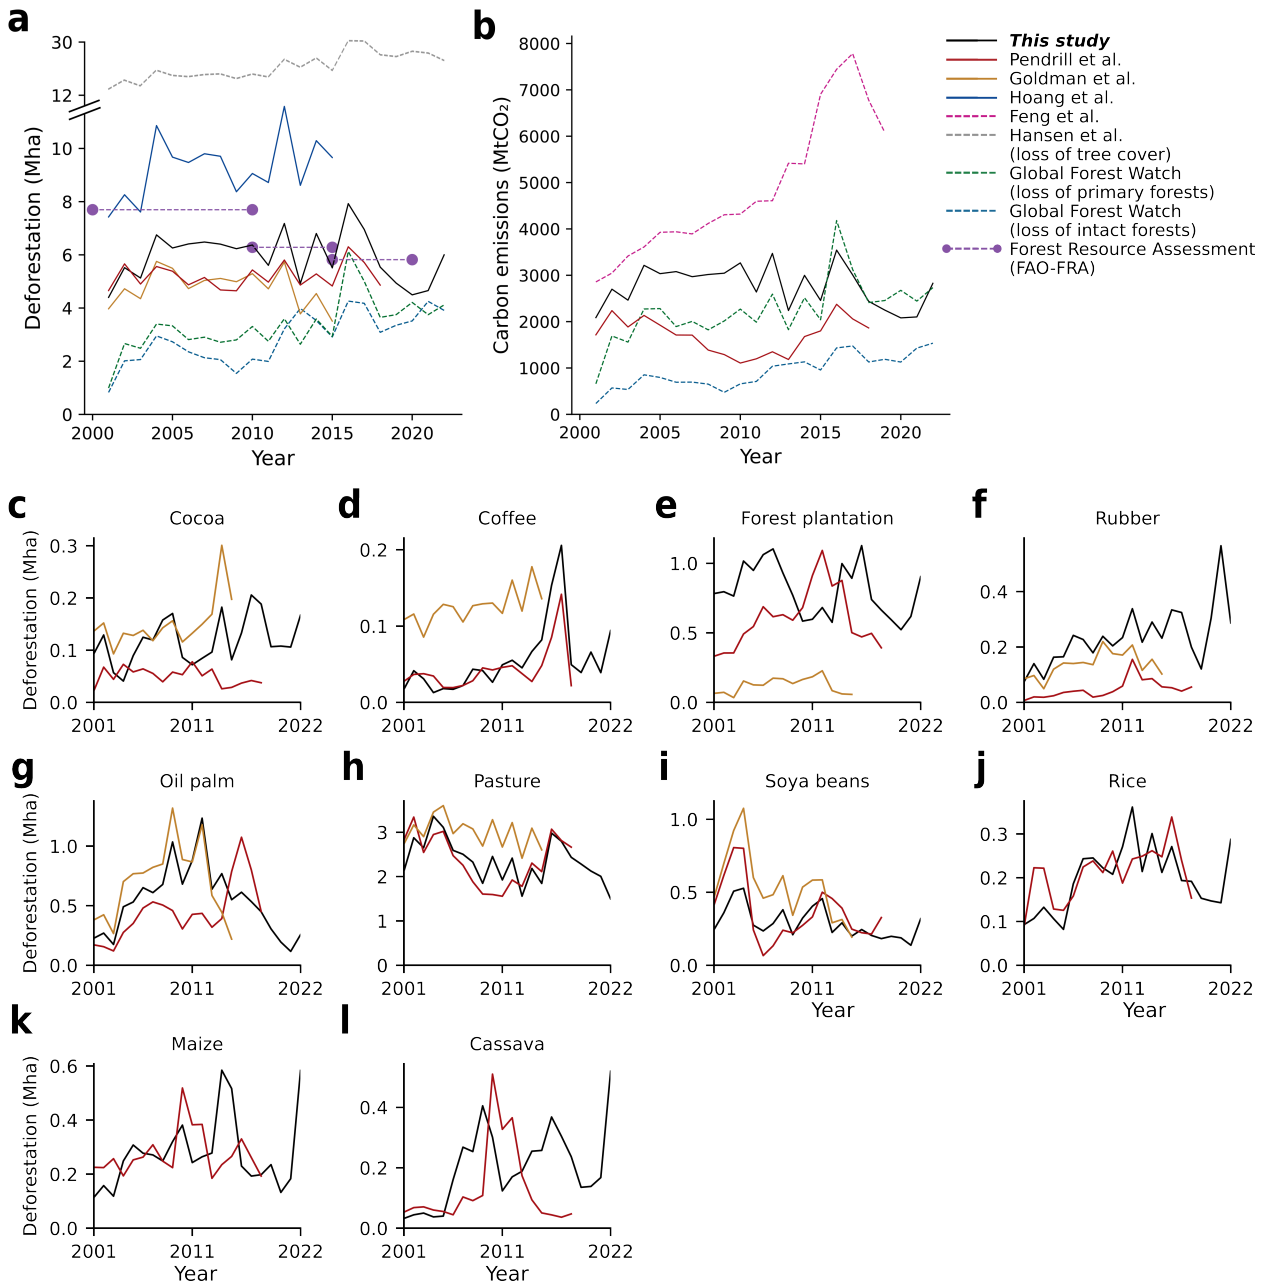 a
30
12
10
8
6
4
2
0
Deforestation (Mha)
2000
2005
2010
2015
2020
Year
b
8000
7000
6000
5000
4000
3000
2000
1000
0
Carbon emissions (MtCO₂)
2000
2005
2010
2015
2020
Year
This study
Pendrill et al.
Goldman et al.
Hoang et al.
Feng et al.
Hansen et al.
(loss of tree cover)
Global Forest Watch
(loss of primary forests)
Global Forest Watch
(loss of intact forests)
Forest Resource Assessment
(FAO-FRA)
c
Cocoa
Deforestation (Mha)
0.3
0.2
0.1
0.0
2001
2011
2022
d
Coffee
0.2
0.1
0.0
2001
2011
2022
e
Forest plantation
1.0
0.5
0.0
2001
2011
2022
f
Rubber
0.4
0.2
0.0
2001
2011
2022
g
Oil palm
Deforestation (Mha)
1.0
0.5
0.0
2001
2011
2022
h
Pasture
3
2
1
0
2001
2011
2022
i
Soya beans
1.0
0.5
0.0
2001
2011
2022
Year
j
Rice
0.3
0.2
0.1
0.0
2001
2011
2022
Year
k
Maize
Deforestation (Mha)
0.6
0.4
0.2
0.0
2001
2011
2022
Year
l
Cassava
0.4
0.2
0.0
2001
2011
2022
Year